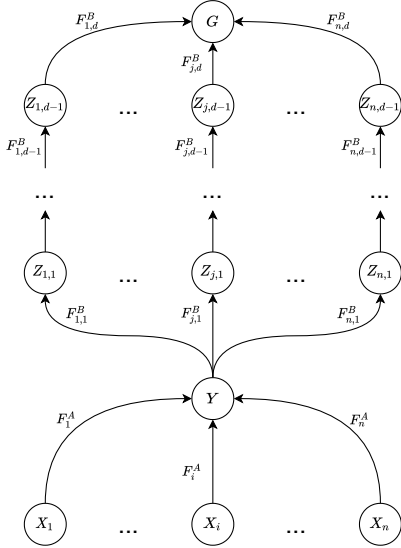 G
F^B_{1,d} F^B_{j,d} F^B_{n,d}
Z_{1,d−1} ... Z_{j,d−1} ... Z_{n,d−1}
F^B_{1,d−1} F^B_{j,d−1} F^B_{n,d−1}
... ... ...
Z_{1,1} ... Z_{j,1} ... Z_{n,1}
F^B_{1,1} F^B_{j,1} F^B_{n,1}
Y
F^A_1 F^A_i F^A_n
X_1 ... X_i ... X_n